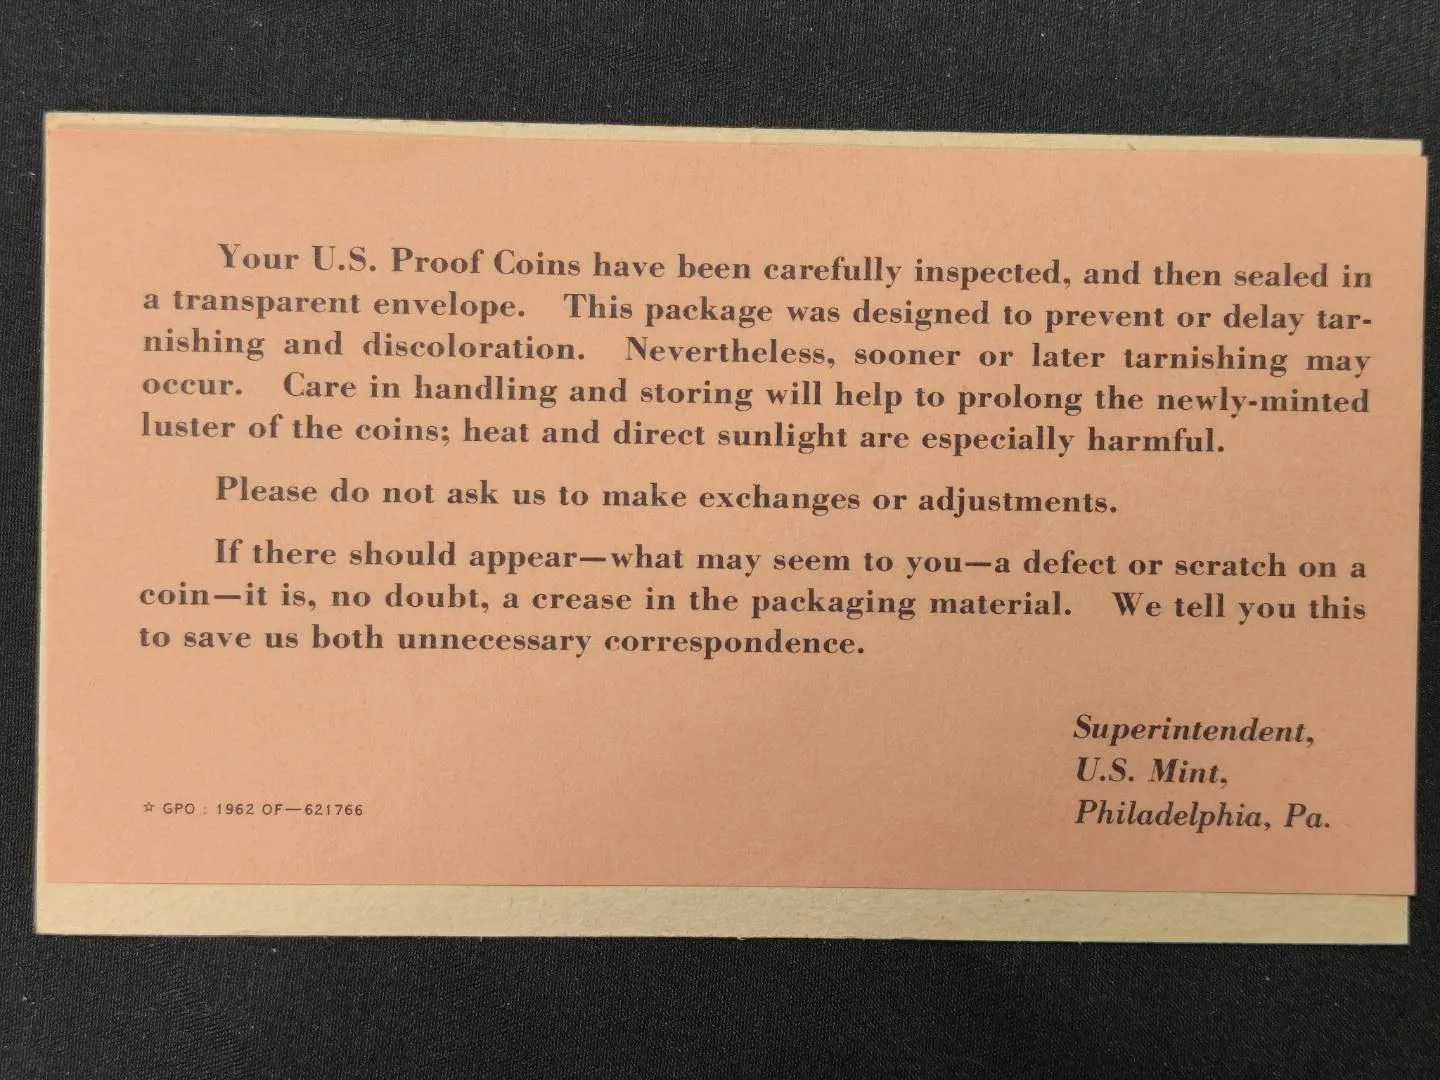 Your U.S. Proof Coins have been carefully inspected, and then sealed in
a transparent envelope. This package was designed to prevent or delay tar-
nishing and discoloration. Nevertheless, sooner or later tarnishing may
occur. Care in handling and storing will help to prolong the newly-minted
luster of the coins; heat and direct sunlight are especially harmful.
Please do not ask us to make exchanges or adjustments.
If there should appear—what may seem to you—a defect or scratch on a
coin—it is, no doubt, a crease in the packaging material. We tell you this
to save us both unnecessary correspondence.
Superintendent,
U.S. Mint,
Philadelphia, Pa.
☆ GPO : 1962 OF—621766